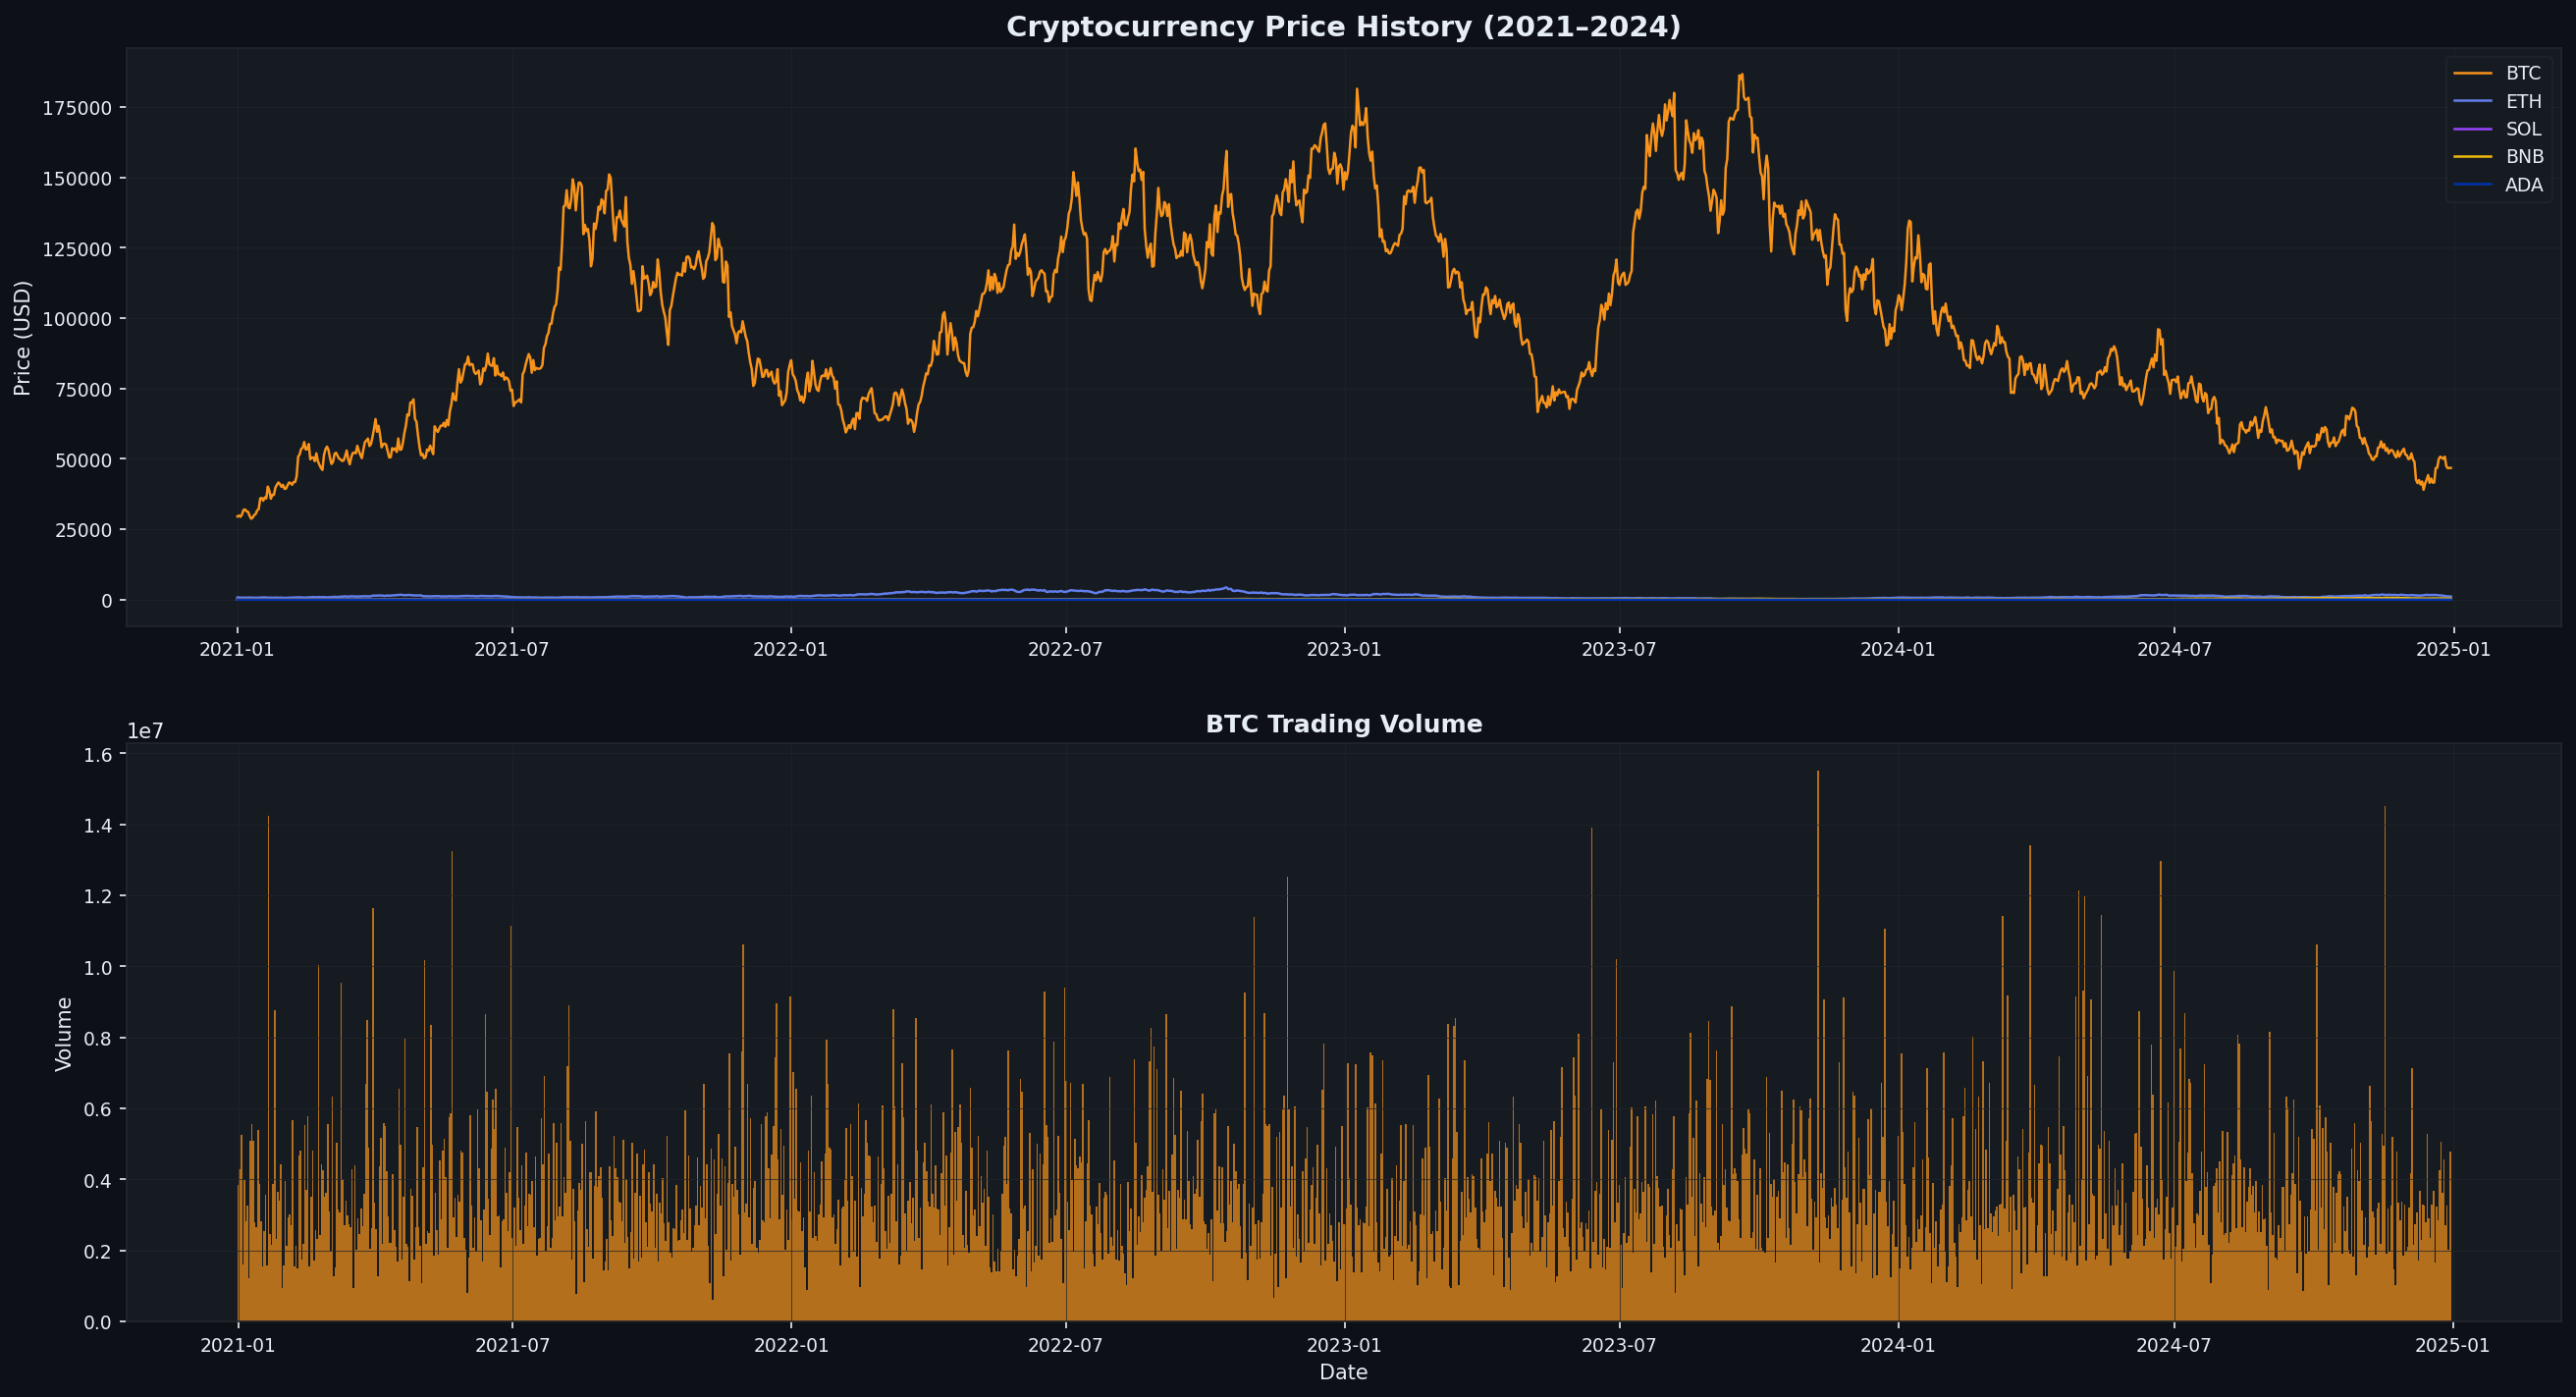 Cryptocurrency Price History (2021–2024)
Price (USD)
175000
150000
125000
100000
75000
50000
25000
0
BTC
ETH
SOL
BNB
ADA
2021-01 2021-07 2022-01 2022-07 2023-01 2023-07 2024-01 2024-07 2025-01
BTC Trading Volume
1e7
Volume
1.6
1.4
1.2
1.0
0.8
0.6
0.4
0.2
0.0
2021-01 2021-07 2022-01 2022-07 2023-01 2023-07 2024-01 2024-07 2025-01
Date